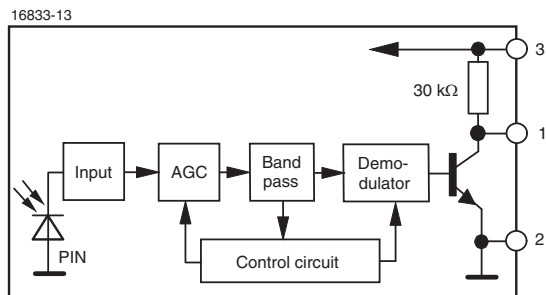 16833-13
3
30 kΩ
1
Input
AGC
Band
pass
Demo-
dulator
PIN
Control circuit
2